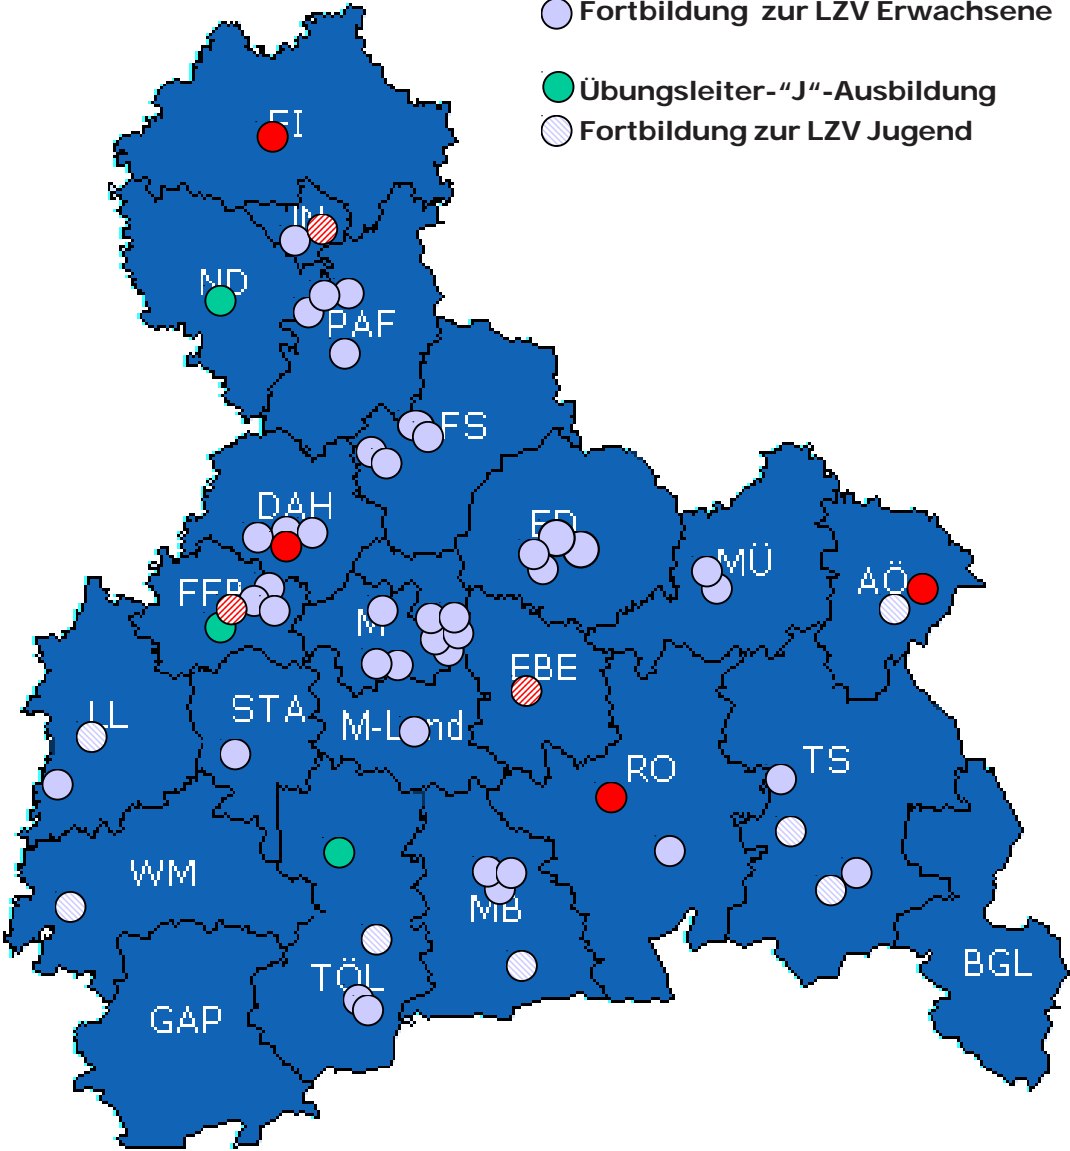 Fortbildung zur LZV Erwachsene
Übungsleiter-“J“-Ausbildung
Fortbildung zur LZV Jugend
EI
IN
ND
PAF
FS
DAH
ED
MÜ
AÖ
FFB
M
EBE
LL
STA
M-Land
RO
TS
WM
MB
BGL
TÖL
GAP